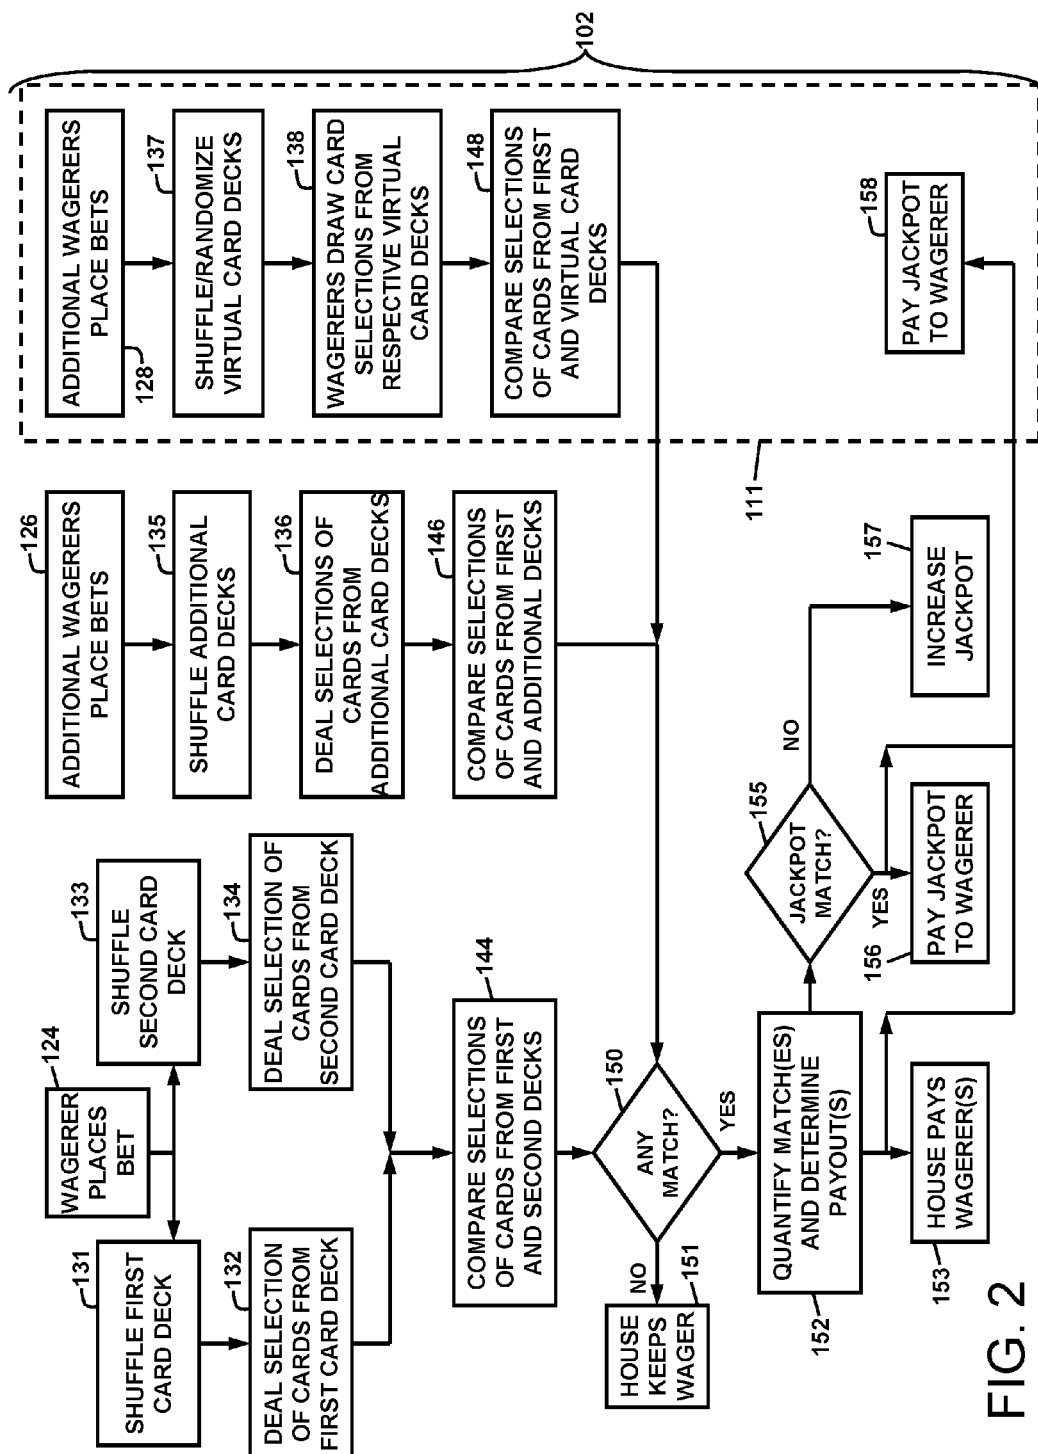 WAGERER
PLACES
BET
124
131
SHUFFLE FIRST
CARD DECK
133
SHUFFLE
SECOND CARD
DECK
132
DEAL SELECTION
OF CARDS FROM
FIRST CARD DECK
134
DEAL SELECTION OF
CARDS FROM
SECOND CARD DECK
144
COMPARE SELECTIONS
OF CARDS FROM FIRST
AND SECOND DECKS
126
ADDITIONAL WAGERERS
PLACE BETS
135
SHUFFLE ADDITIONAL
CARD DECKS
136
DEAL SELECTIONS OF
CARDS FROM
ADDITIONAL CARD DECKS
146
COMPARE SELECTIONS
OF CARDS FROM FIRST
AND ADDITIONAL DECKS
ADDITIONAL WAGERERS
PLACE BETS
128
137
SHUFFLE/RANDOMIZE
VIRTUAL CARD DECKS
138
WAGERERS DRAW CARD
SELECTIONS FROM
RESPECTIVE VIRTUAL
CARD DECKS
148
COMPARE SELECTIONS
OF CARDS FROM FIRST
AND VIRTUAL CARD
DECKS
102
111
150
ANY
MATCH?
NO
YES
HOUSE
KEEPS
WAGER
151
QUANTIFY MATCH(ES)
AND DETERMINE
PAYOUT(S)
152
HOUSE PAYS
WAGERER(S)
153
155
JACKPOT
MATCH?
NO
YES
156
PAY JACKPOT
TO WAGERER
157
INCREASE
JACKPOT
158
PAY JACKPOT
TO WAGERER
FIG. 2